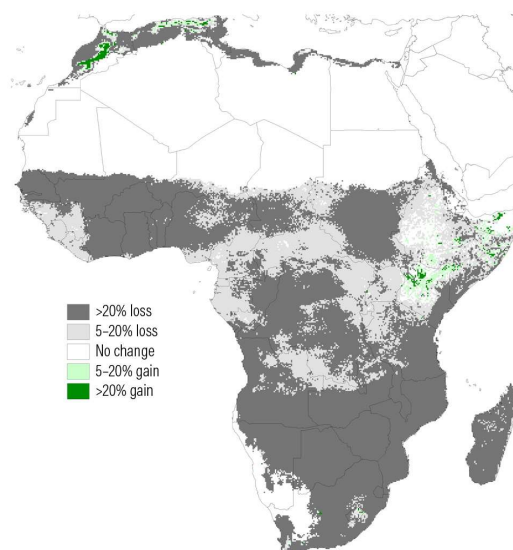 >20% loss
5–20% loss
No change
5–20% gain
>20% gain